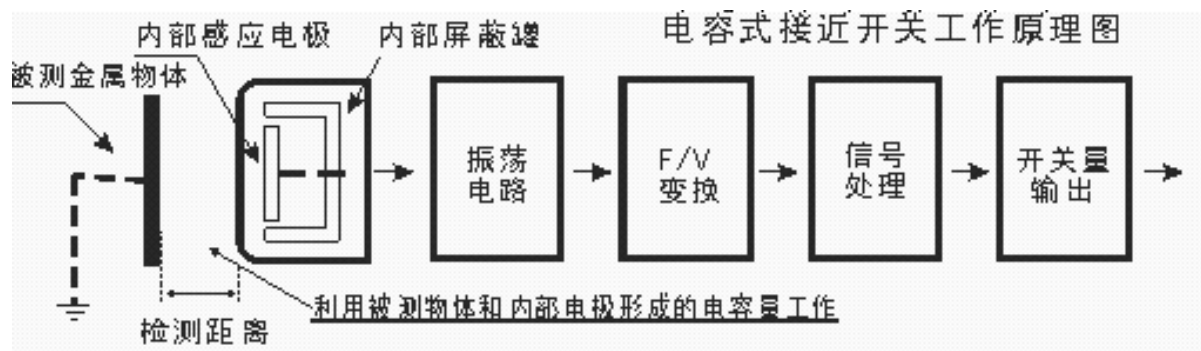 电容式接近开关工作原理图
内部感应电极
内部屏蔽罐
被测金属物体
振荡
电路
F/V
变换
信号
处理
开关量
输出
利用被测物体和内部电极形成的电容量工作
检测距离